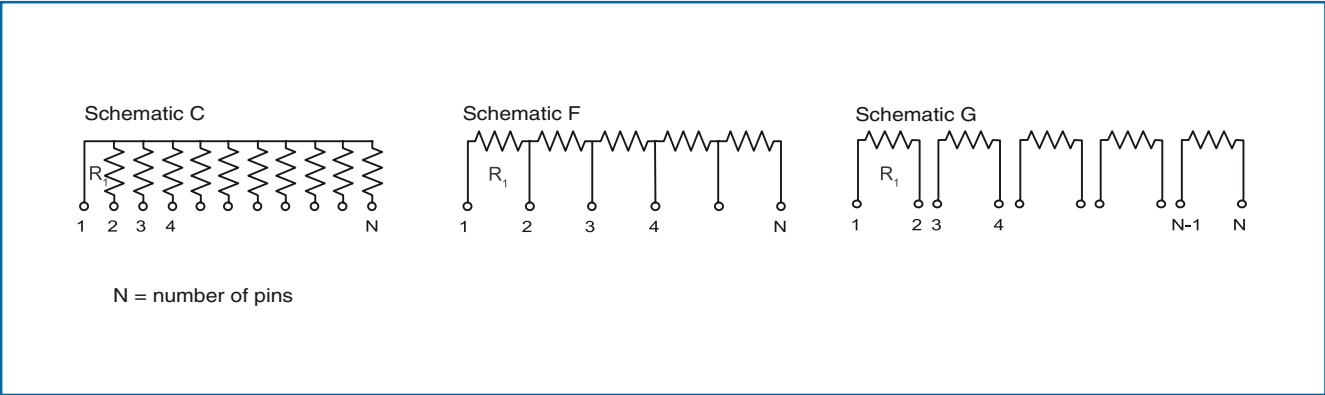 Schematic C
R1
1 2 3 4 N
Schematic F
R1
1 2 3 4 N
Schematic G
R1
1 2 3 4 N-1 N
N = number of pins